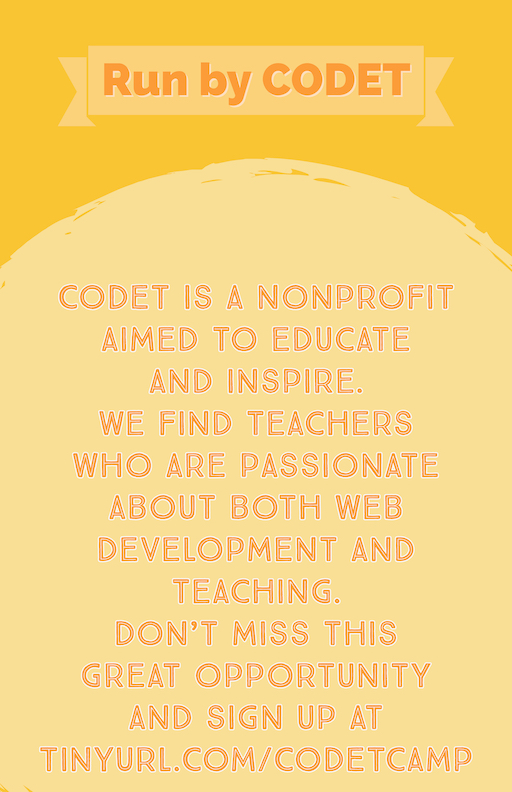 Run by CODET
CODET IS A NONPROFIT
AIMED TO EDUCATE
AND INSPIRE.
WE FIND TEACHERS
WHO ARE PASSIONATE
ABOUT BOTH WEB
DEVELOPMENT AND
TEACHING.
DON'T MISS THIS
GREAT OPPORTUNITY
AND SIGN UP AT
TINYURL.COM/CODETCAMP